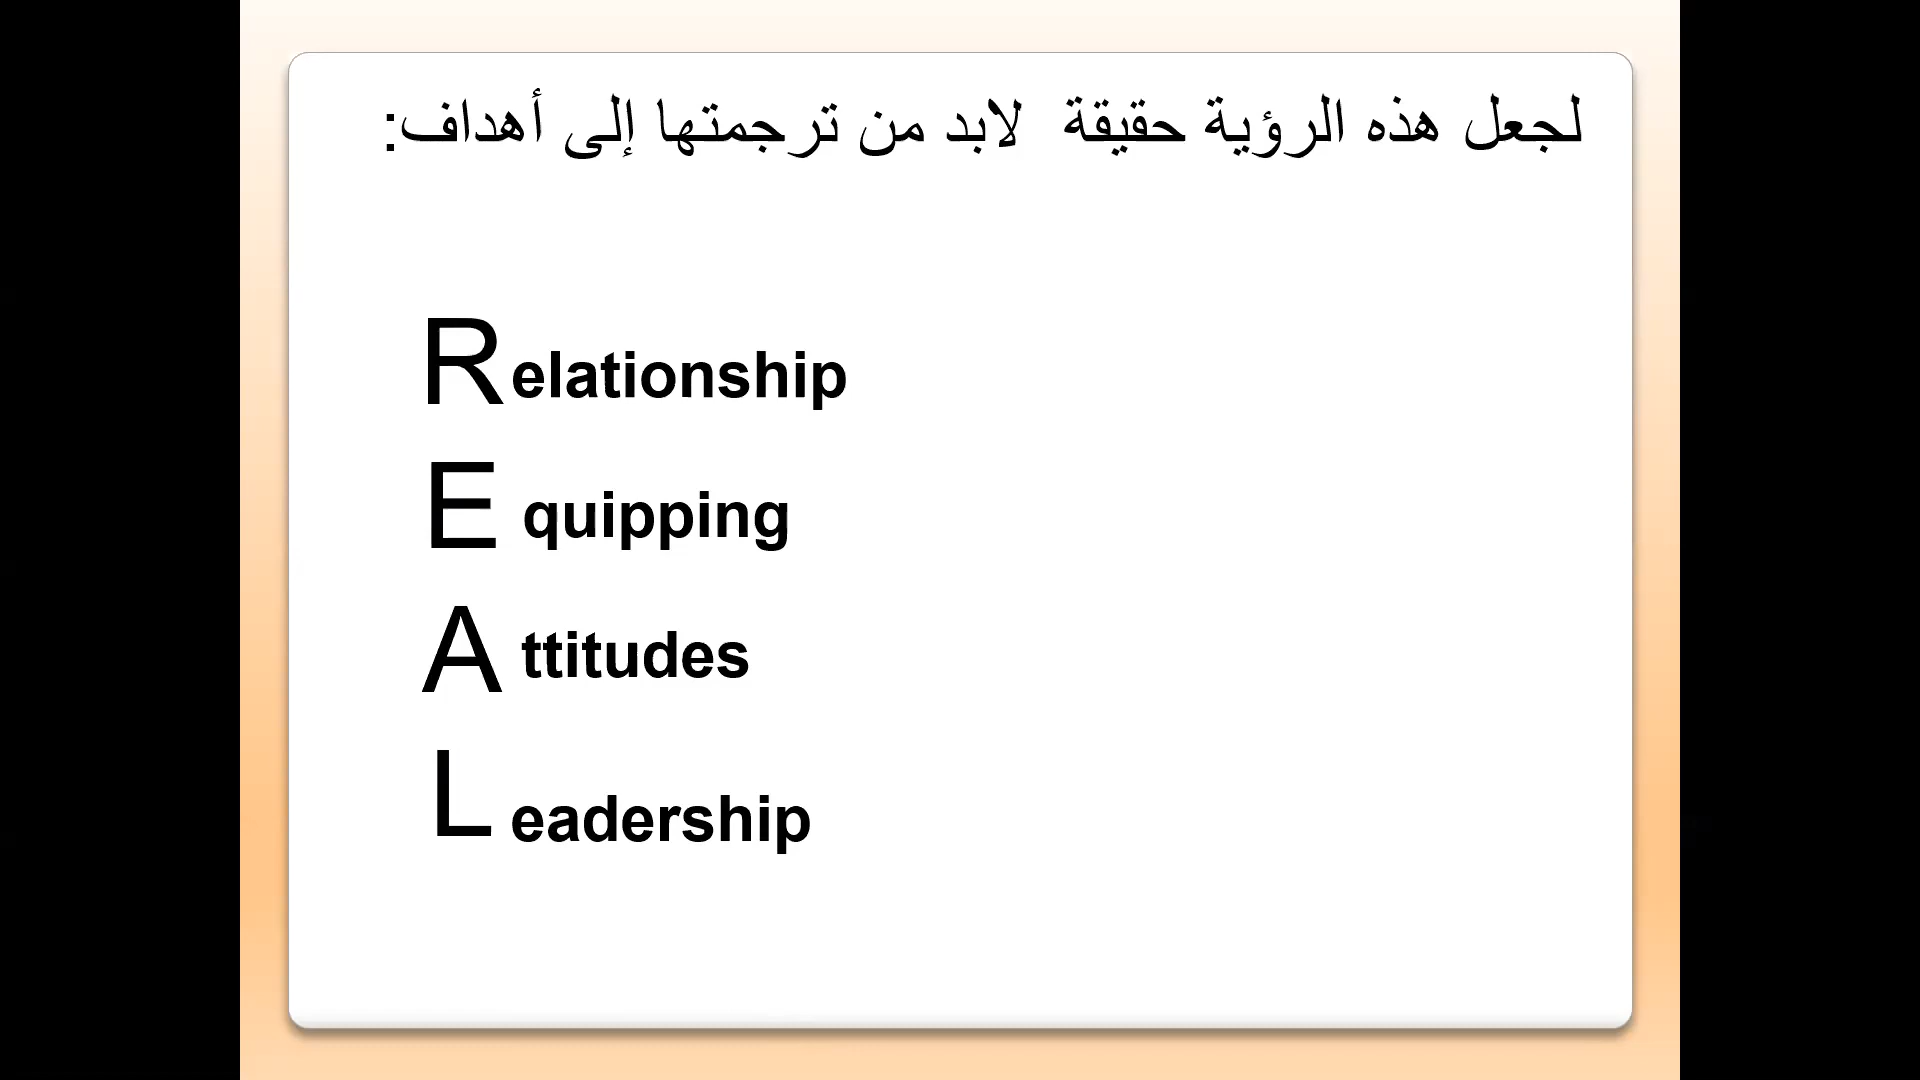 لجعل هذه الرؤية حقيقة لابد من ترجمتها إلى أهداف:
Relationship
E quipping
A ttitudes
L eadership